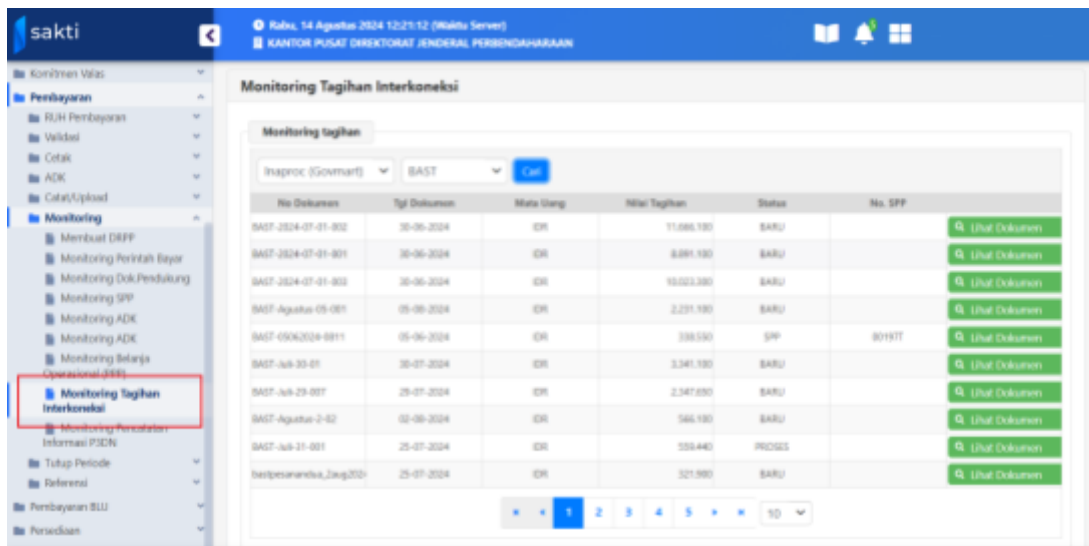 sakti
Rabu, 14 Agustus 2024 12:21:12 (Waktu Server)
KANTOR PUSAT DIREKTORAT JENDERAL PERBENDAHARAAN
Komitmen Valas
Pembayaran
RUH Pembayaran
Validasi
Cetak
ADK
Catat/Upload
Monitoring
Membuat DRPP
Monitoring Perintah Bayar
Monitoring Dok.Pendukung
Monitoring SPP
Monitoring ADK
Monitoring ADK
Monitoring Belanja
Operasional (PPP)
Monitoring Tagihan
Interkoneksi
Monitoring Pencatatan
Informasi P3DN
Tutup Periode
Referensi
Pembayaran BLU
Persediaan
Monitoring Tagihan Interkoneksi
Monitoring tagihan
Inaproc (Govmart) BAST Cari
No Dokumen Tgl Dokumen Mata Uang Nilai Tagihan Status No. SPP
BAST-2024-07-01-002 30-06-2024 IDR 11.686.100 BARU Lihat Dokumen
BAST-2024-07-01-001 30-06-2024 IDR 8.891.100 BARU Lihat Dokumen
BAST-2024-07-01-003 30-06-2024 IDR 10.023.300 BARU Lihat Dokumen
BAST-Agustus-05-001 05-08-2024 IDR 2.231.100 BARU Lihat Dokumen
BAST-05062024-0011 05-06-2024 IDR 338.550 SPP 00197T Lihat Dokumen
BAST-Juli-30-01 30-07-2024 IDR 3.341.100 BARU Lihat Dokumen
BAST-Juli-29-007 29-07-2024 IDR 2.347.650 BARU Lihat Dokumen
BAST-Agustus-2-02 02-08-2024 IDR 566.100 BARU Lihat Dokumen
BAST-Juli-31-001 25-07-2024 IDR 559.440 PROSES Lihat Dokumen
25-07-2024 IDR 321.900 BARU Lihat Dokumen
1 2 3 4 5 10